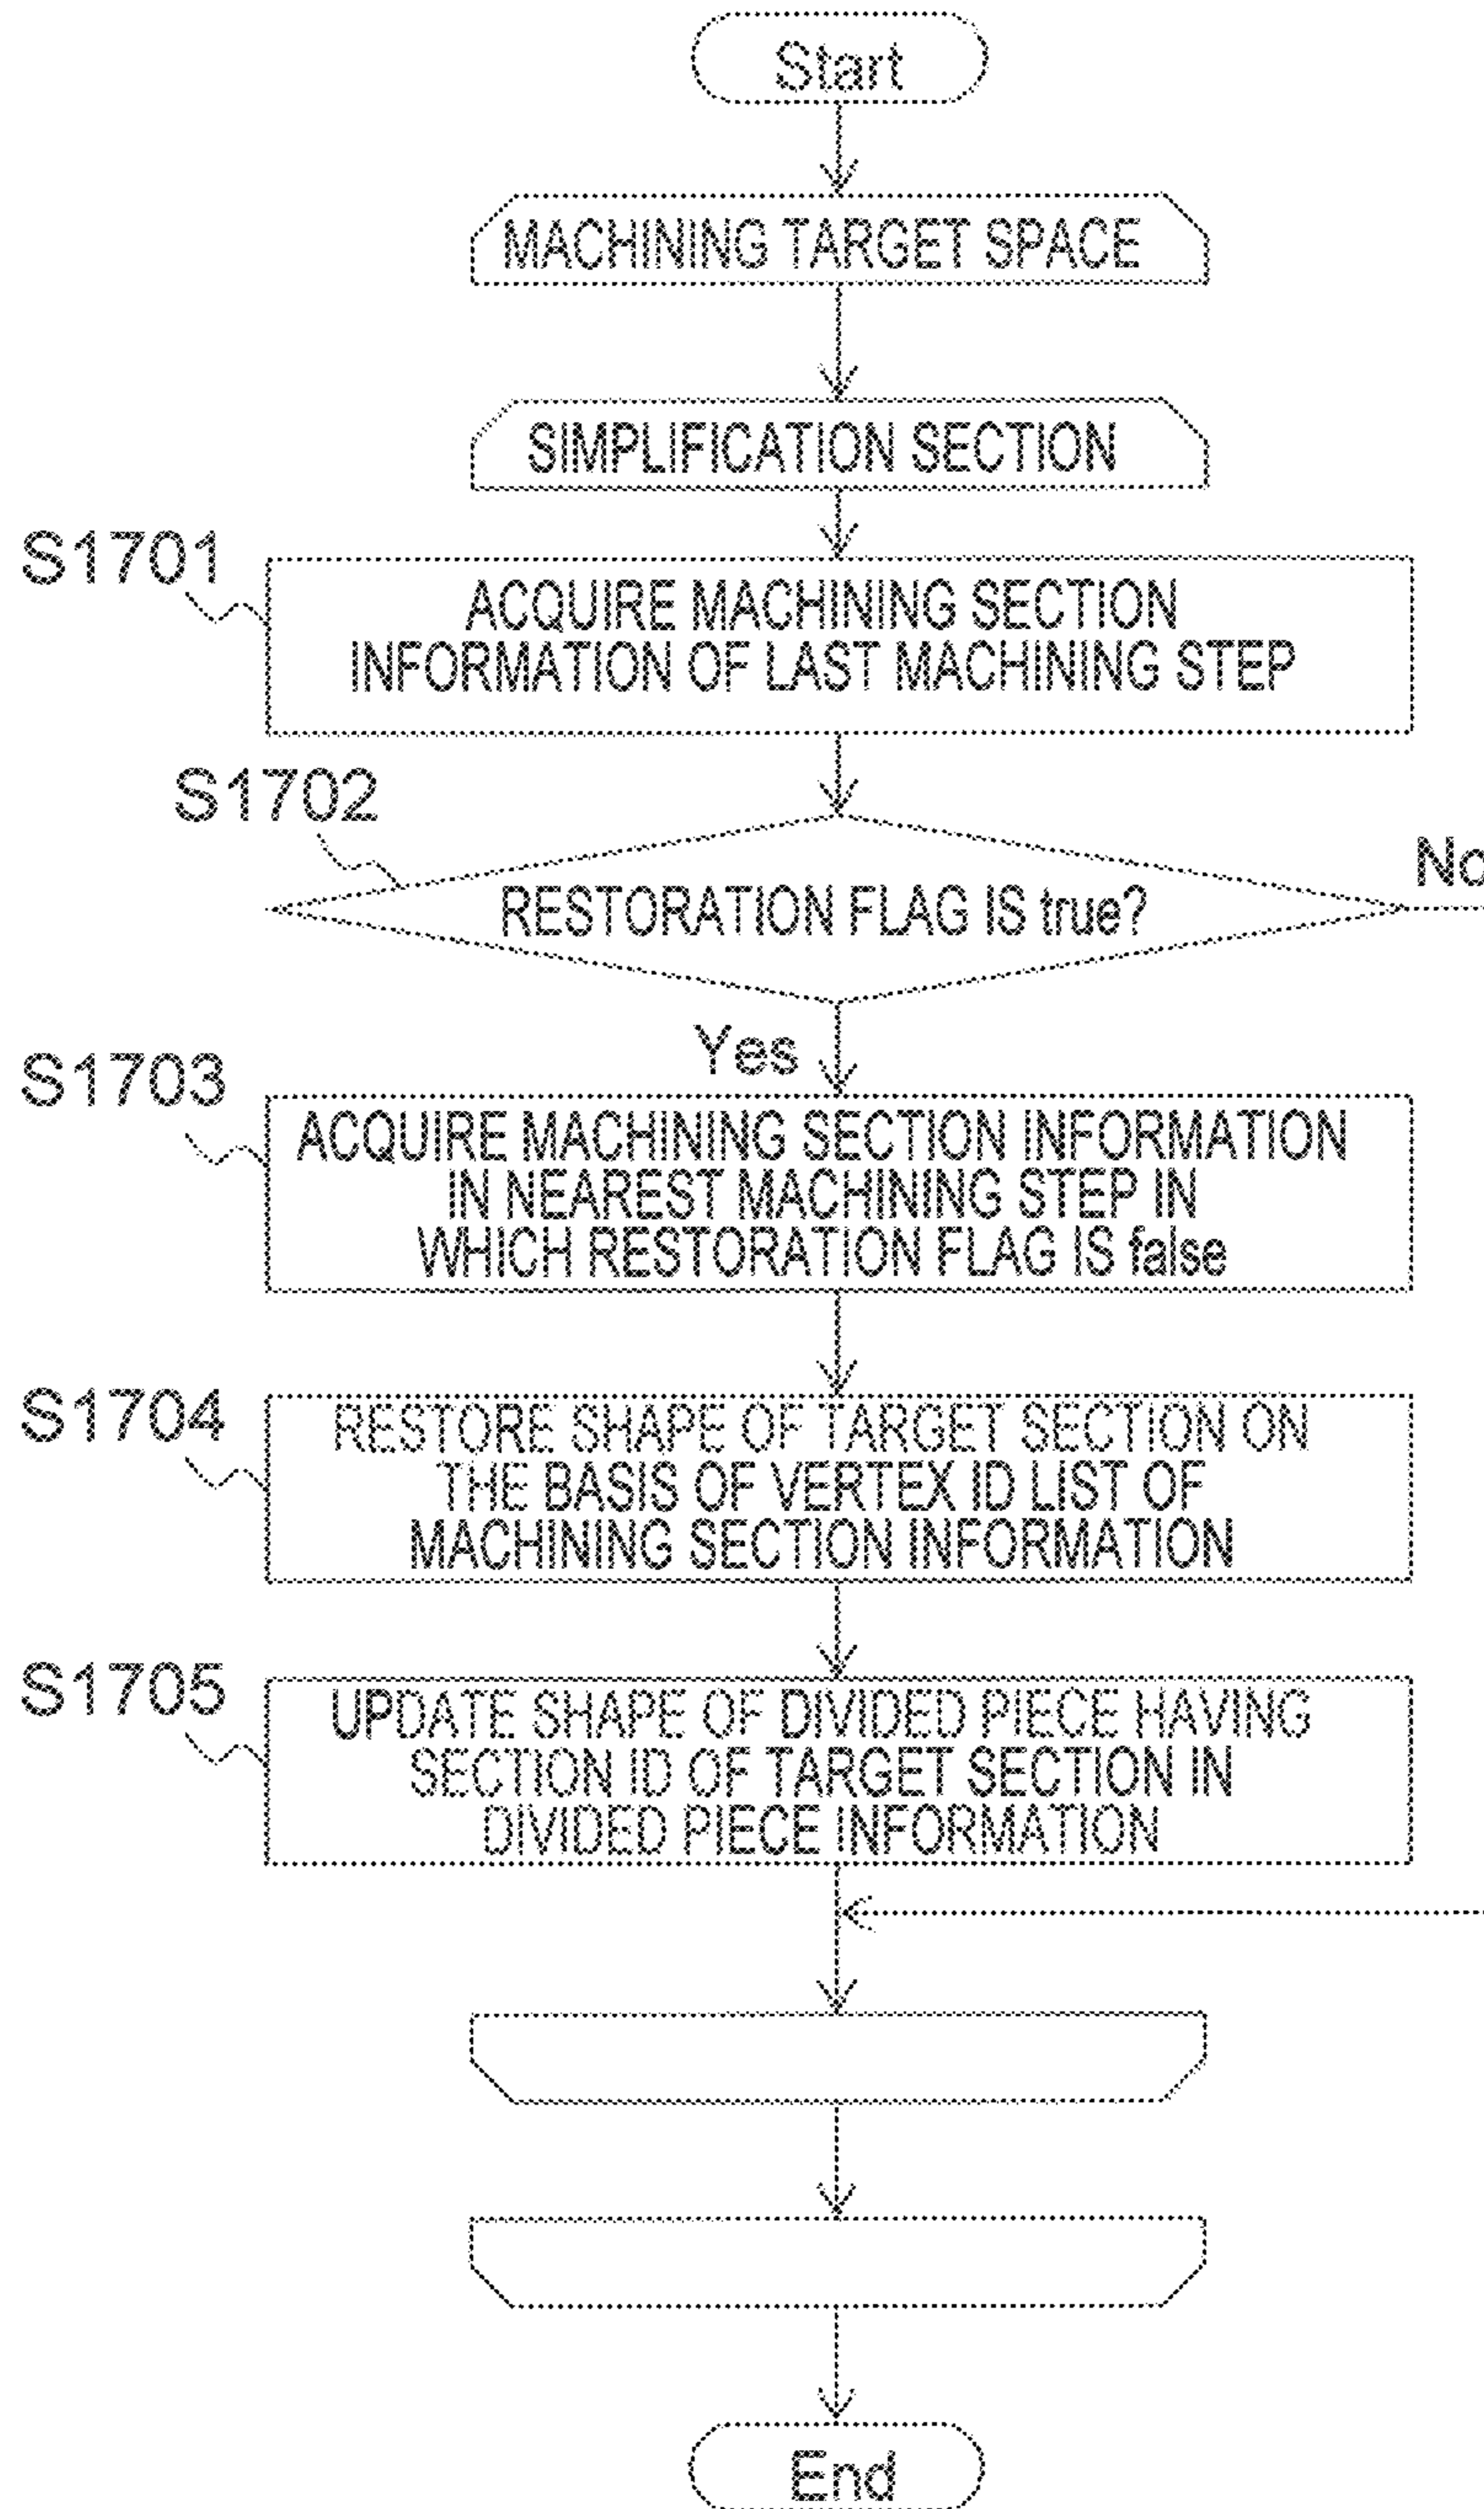 Start
MACHINING TARGET SPACE
SIMPLIFICATION SECTION
S1701
ACQUIRE MACHINING SECTION
INFORMATION OF LAST MACHINING STEP
S1702
RESTORATION FLAG IS true?
No
Yes
S1703
ACQUIRE MACHINING SECTION INFORMATION
IN NEAREST MACHINING STEP IN
WHICH RESTORATION FLAG IS false
S1704
RESTORE SHAPE OF TARGET SECTION ON
THE BASIS OF VERTEX ID LIST OF
MACHINING SECTION INFORMATION
S1705
UPDATE SHAPE OF DIVIDED PIECE HAVING
SECTION ID OF TARGET SECTION IN
DIVIDED PIECE INFORMATION
End